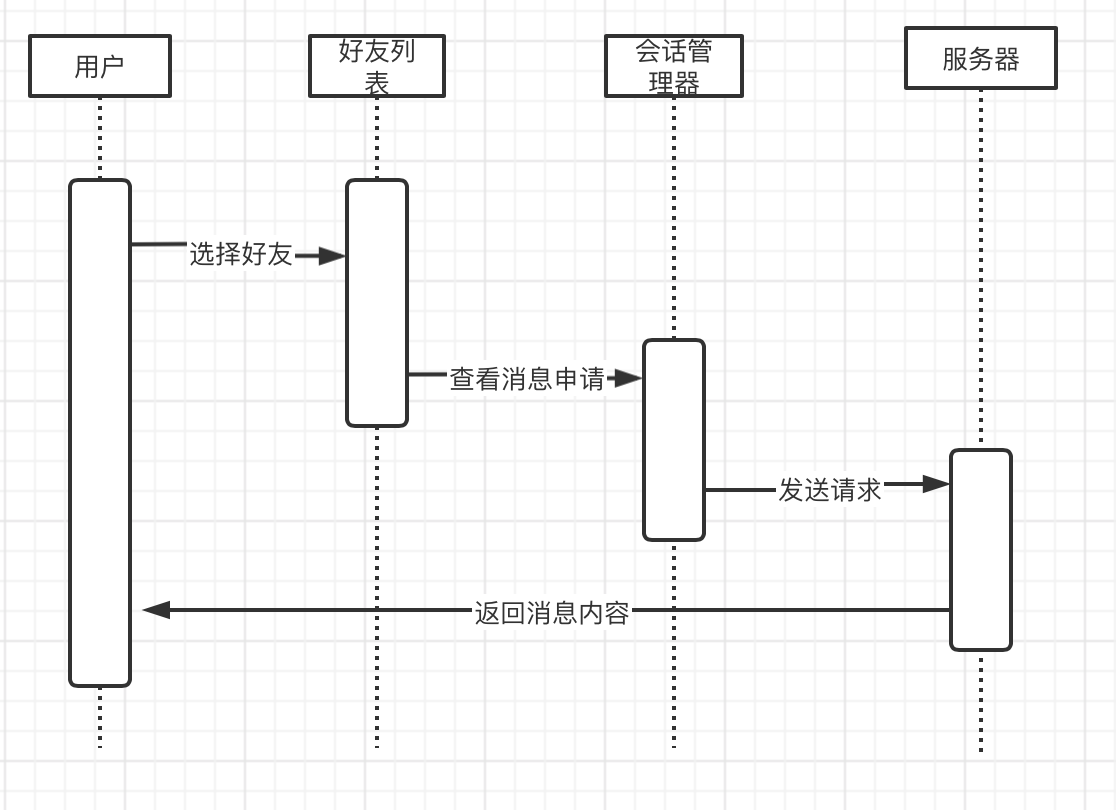 用户
好友列
表
会话管
理器
服务器
选择好友
查看消息申请
发送请求
返回消息内容